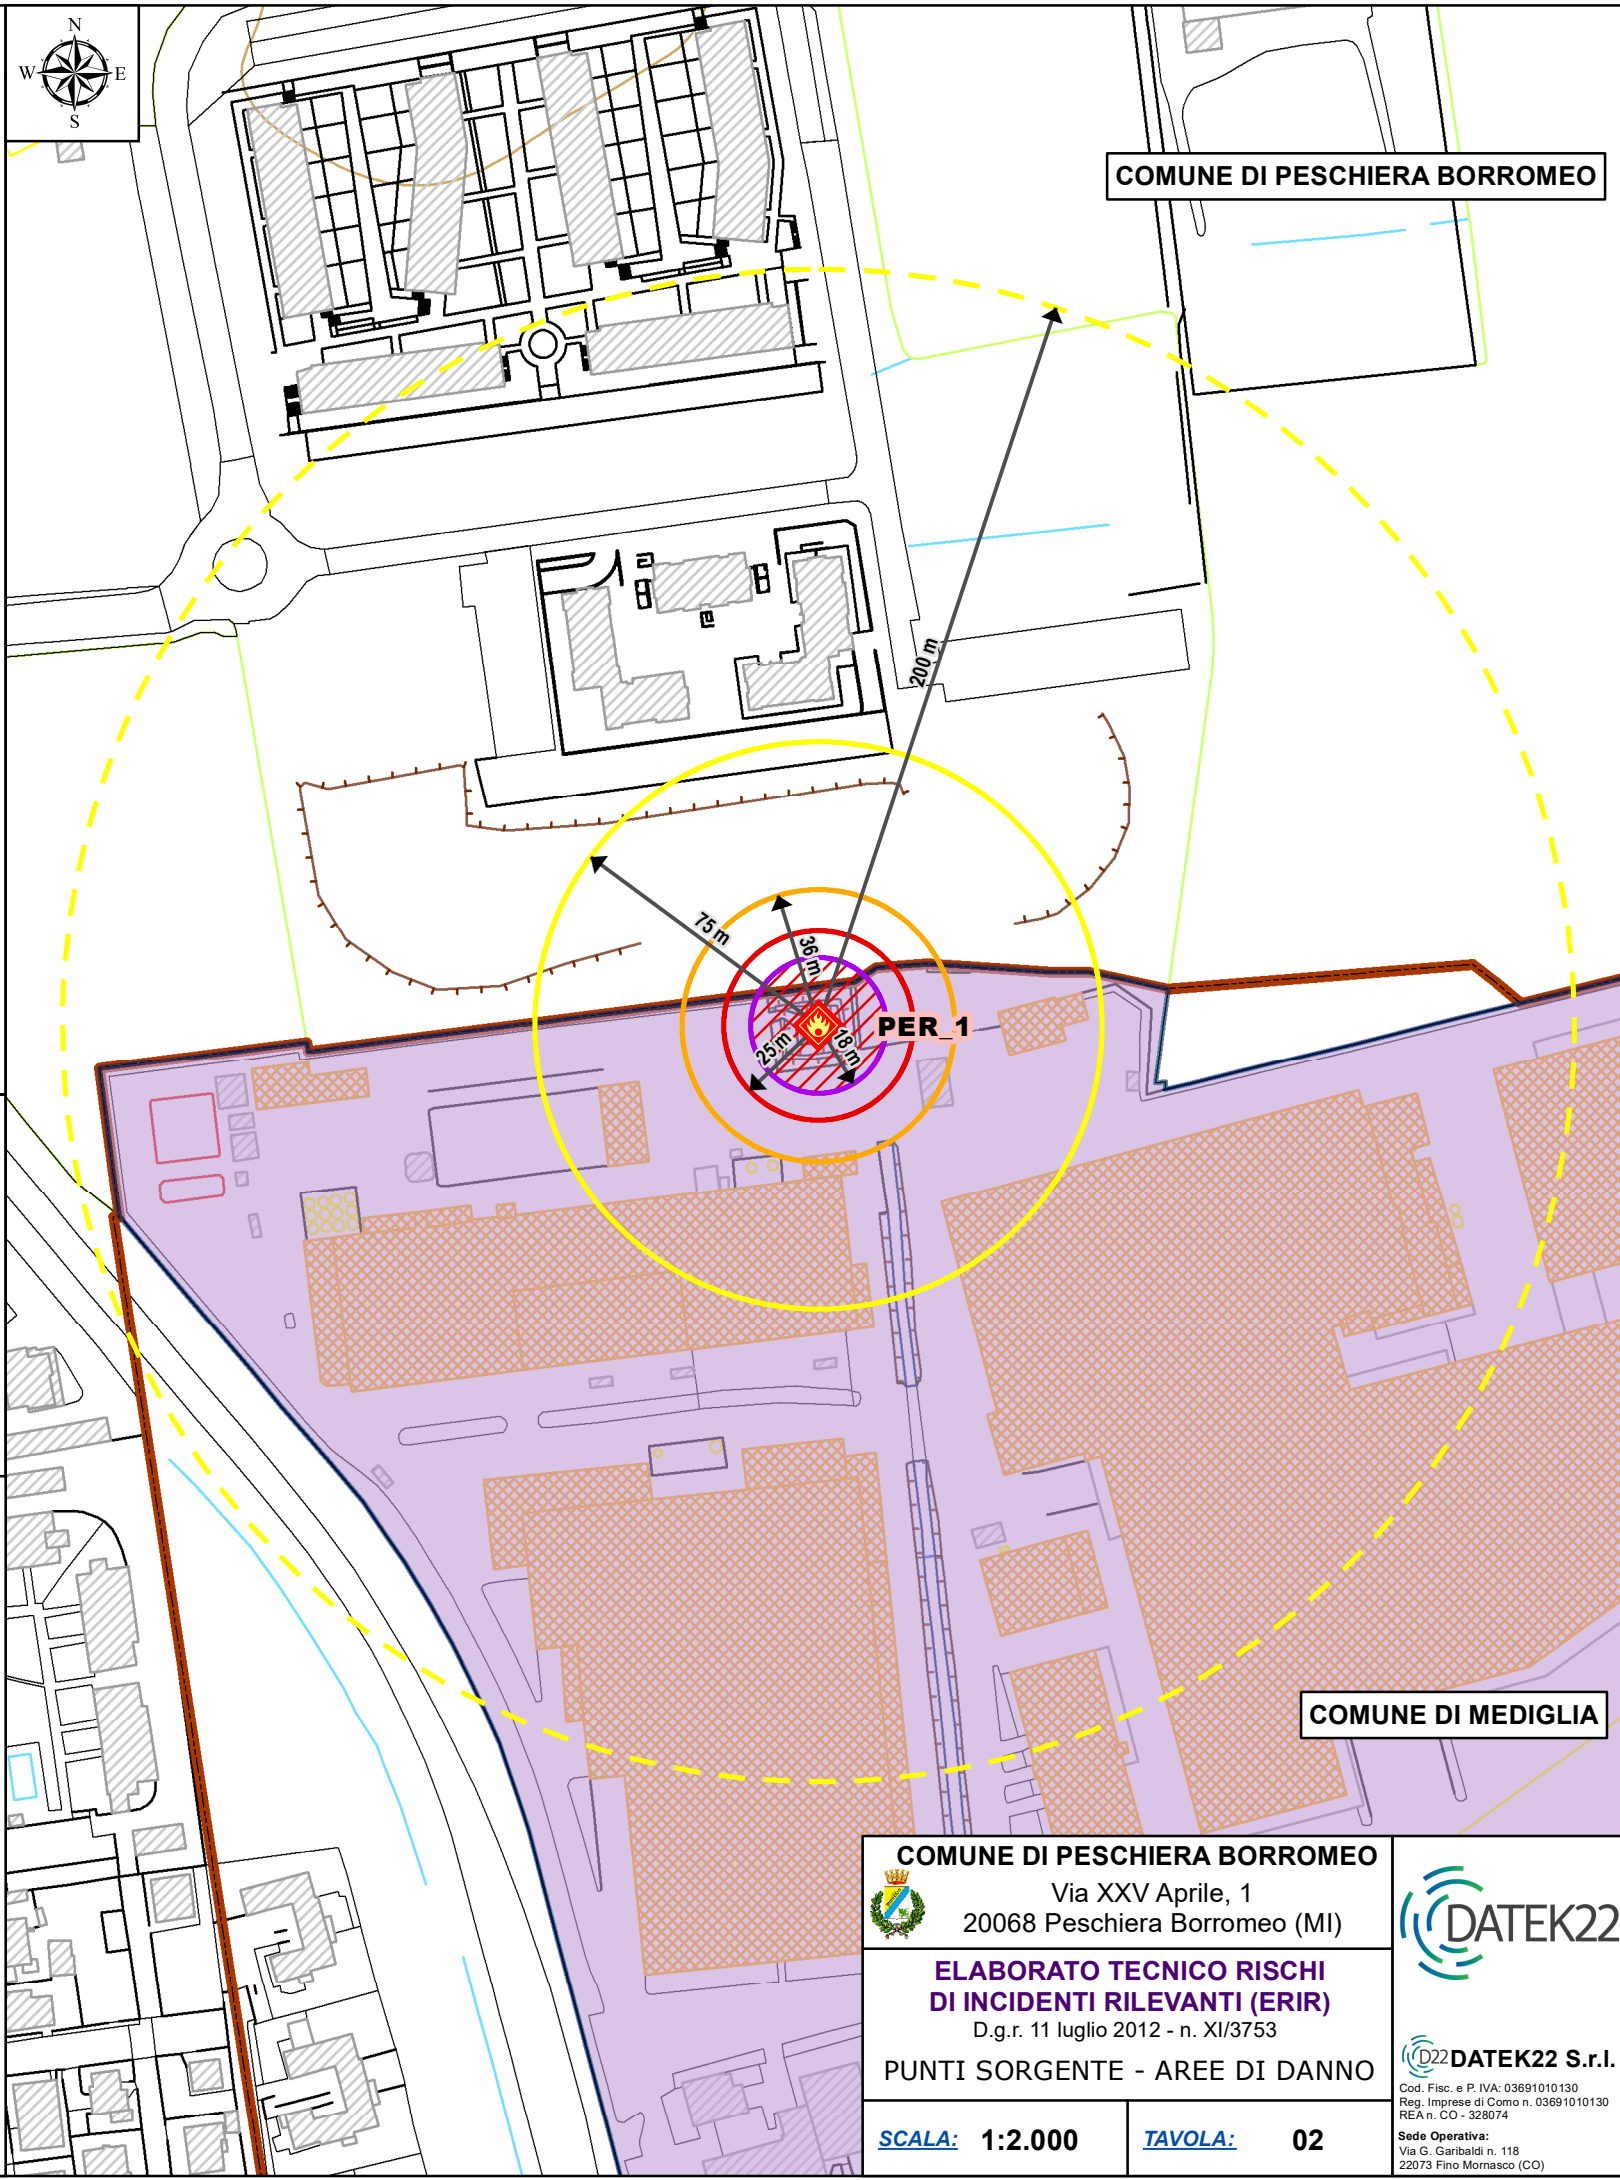 N
W E
S
COMUNE DI PESCHIERA BORROMEO
200 m
75 m
36 m
PER_1
25 m
18 m
COMUNE DI MEDIGLIA
COMUNE DI PESCHIERA BORROMEO
Via XXV Aprile, 1
20068 Peschiera Borromeo (MI)
ELABORATO TECNICO RISCHI
DI INCIDENTI RILEVANTI (ERIR)
D.g.r. 11 luglio 2012 - n. XI/3753
PUNTI SORGENTE - AREE DI DANNO
SCALA: 1:2.000
TAVOLA: 02
DATEK22
D22 DATEK22 S.r.l.
Cod. Fisc. e P. IVA: 03691010130
Reg. Imprese di Como n. 03691010130
REA n. CO - 328074
Sede Operativa:
Via G. Garibaldi n. 118
22073 Fino Mornasco (CO)